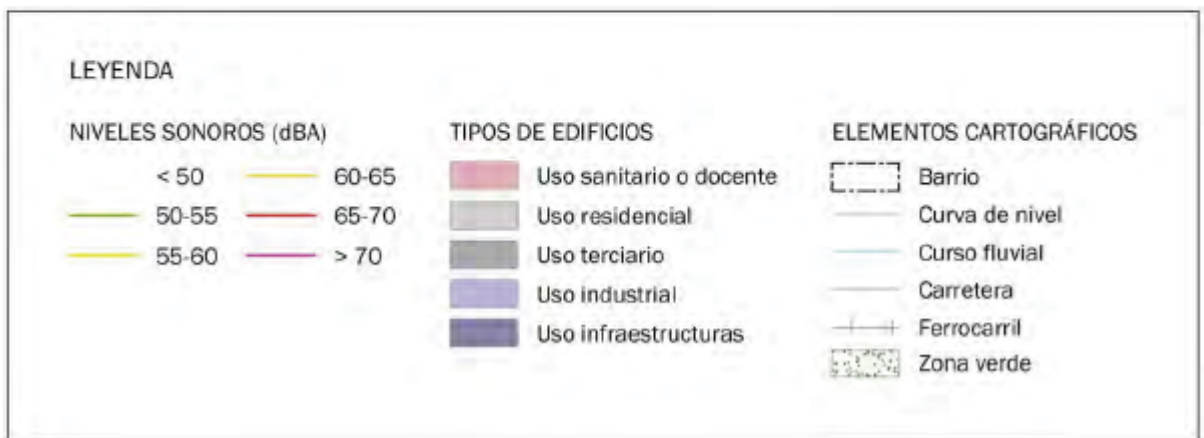 LEYENDA
NIVELES SONOROS (dBA)
< 50
60-65
50-55
65-70
55-60
> 70
TIPOS DE EDIFICIOS
Uso sanitario o docente
Uso residencial
Uso terciario
Uso industrial
Uso infraestructuras
ELEMENTOS CARTOGRÁFICOS
Barrio
Curva de nivel
Curso fluvial
Carretera
Ferrocarril
Zona verde